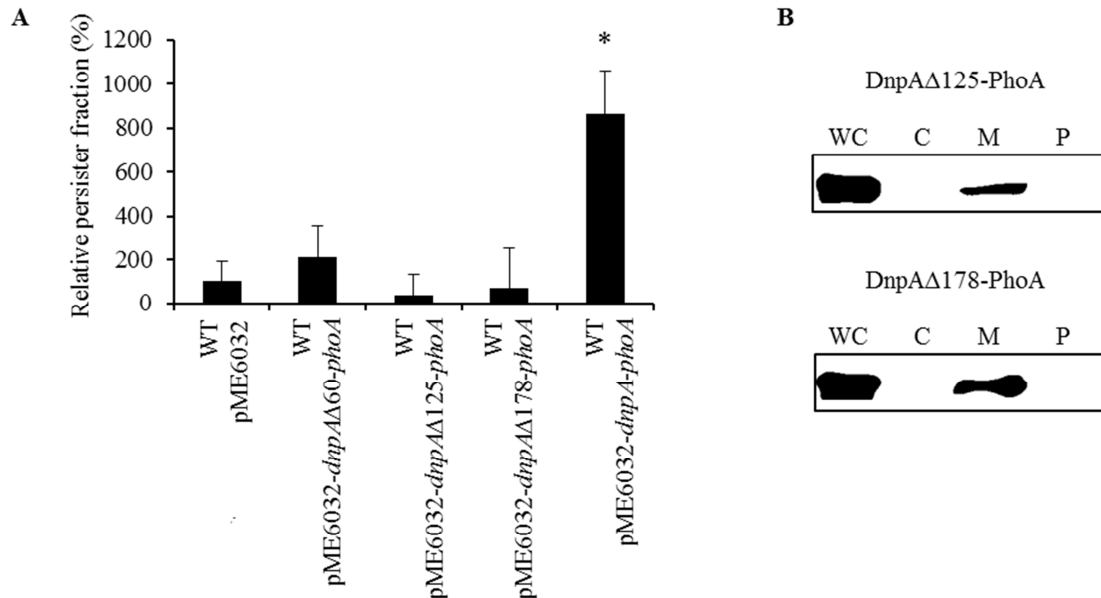 A
Relative persister fraction (%)
1200
1000
800
600
400
200
0
*
WT
pME6032
WT
pME6032-dnpAΔ60-phoA
WT
pME6032-dnpAΔ125-phoA
WT
pME6032-dnpAΔ178-phoA
WT
pME6032-dnpA-phoA
B
DnpAΔ125-PhoA
WC C M P
DnpAΔ178-PhoA
WC C M P